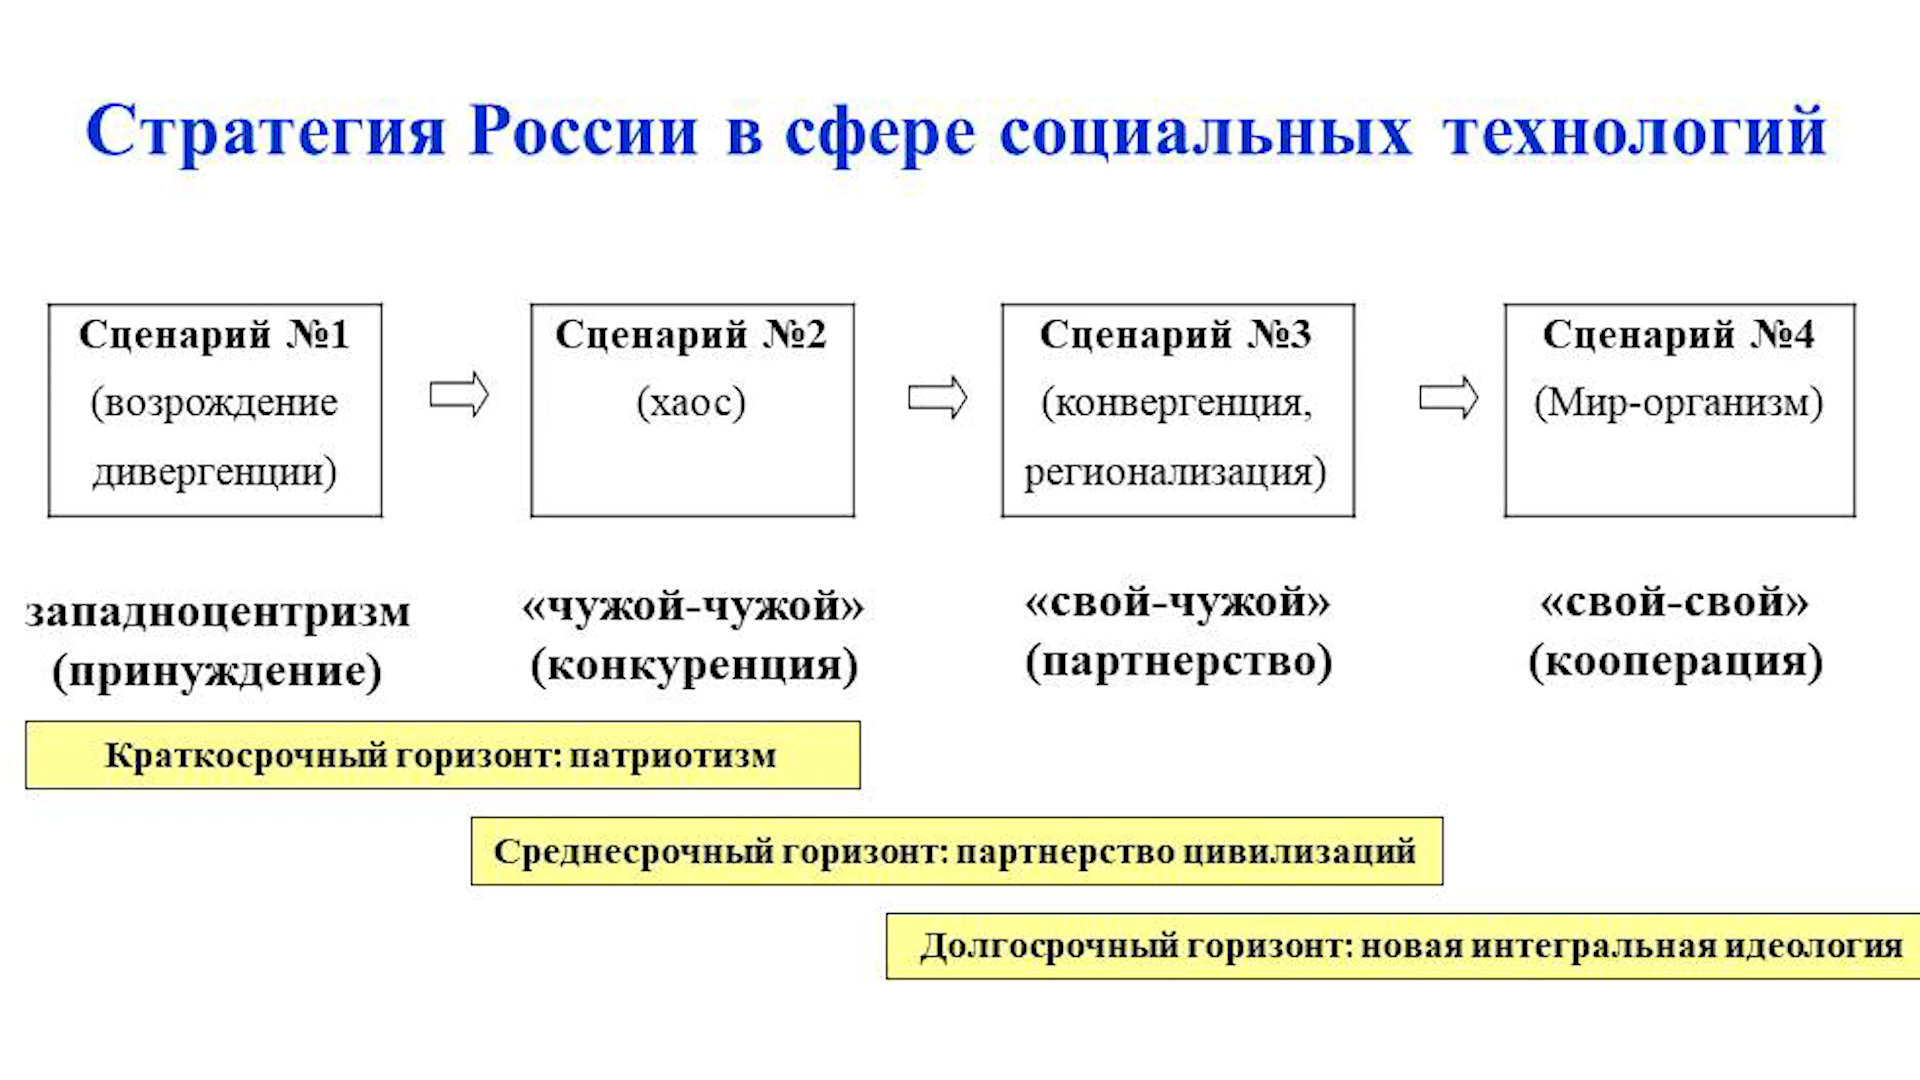 Стратегия России в сфере социальных технологий
Сценарий №1
(возрождение
дивергенции)
Сценарий №2
(хаос)
Сценарий №3
(конвергенция,
регионализация)
Сценарий №4
(Мир-организм)
западноцентризм
(принуждение)
«чужой-чужой»
(конкуренция)
«свой-чужой»
(партнерство)
«свой-свой»
(кооперация)
Краткосрочный горизонт: патриотизм
Среднесрочный горизонт: партнерство цивилизаций
Долгосрочный горизонт: новая интегральная идеология